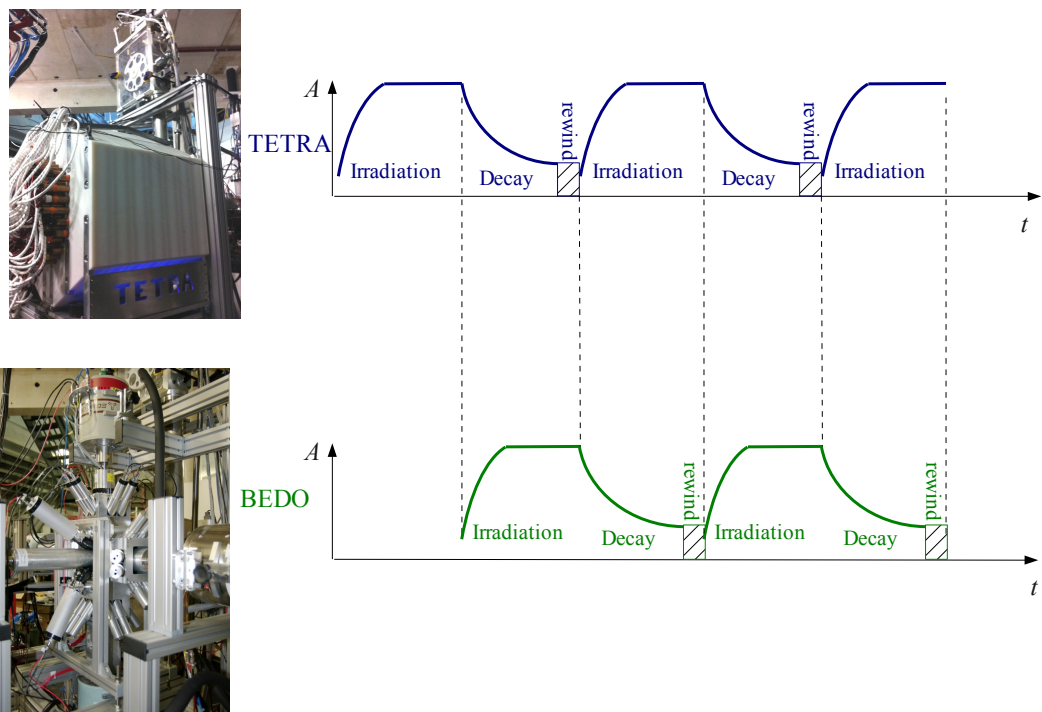 A
TETRA
Irradiation
Decay
rewind
Irradiation
Decay
rewind
Irradiation
t
TETRA
A
BEDO
Irradiation
Decay
rewind
Irradiation
Decay
rewind
t